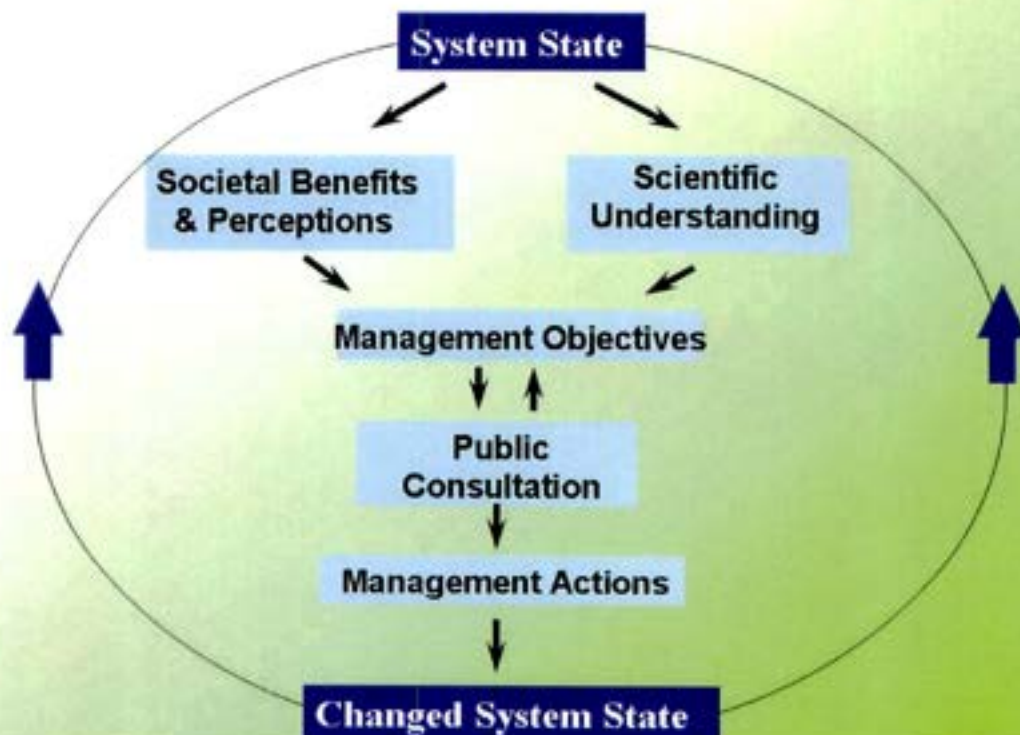 System State
Societal Benefits
& Perceptions
Scientific
Understanding
Management Objectives
Public
Consultation
Management Actions
Changed System State